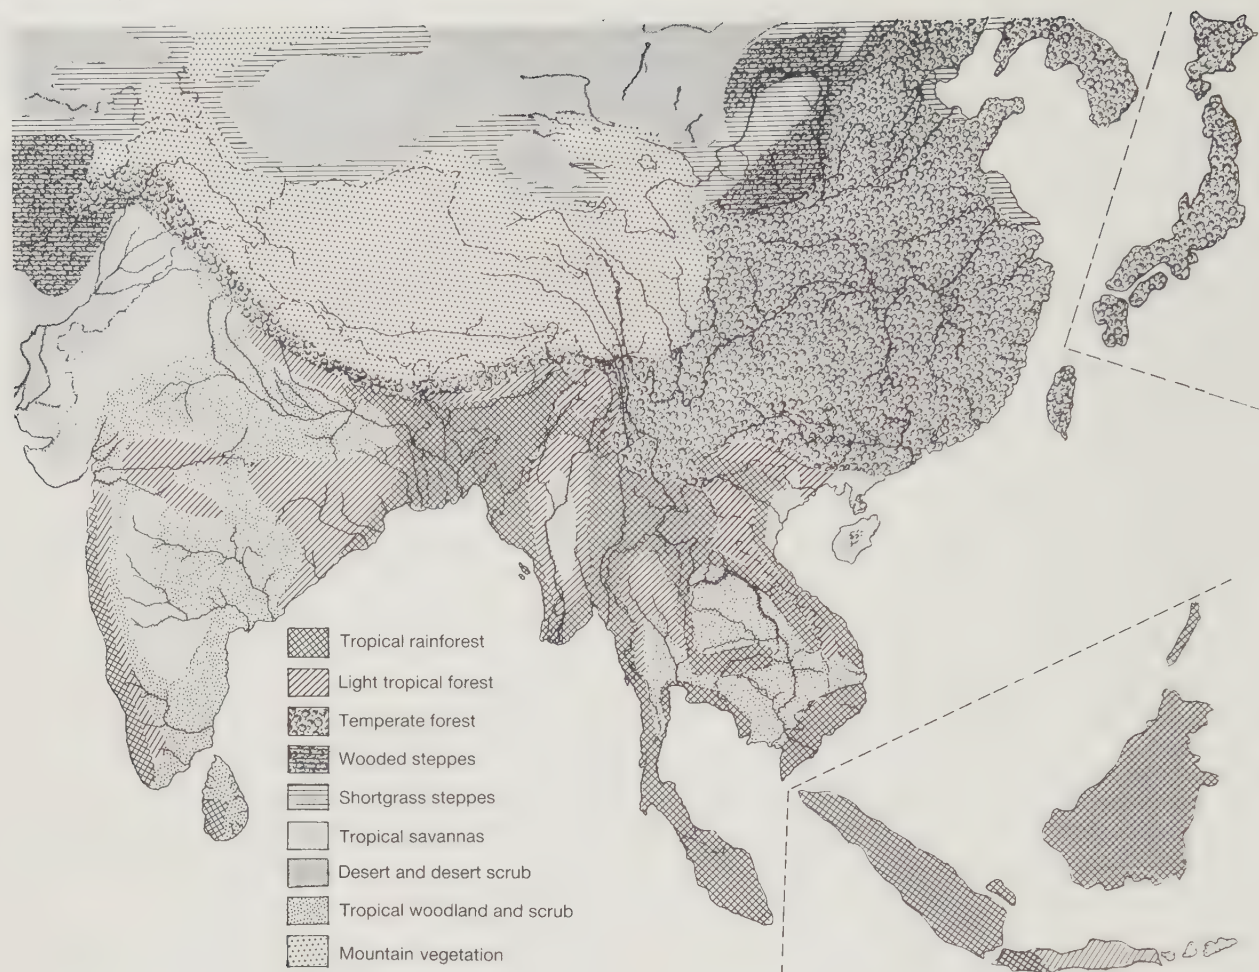 Tropical rainforest
Light tropical forest
Temperate forest
Wooded steppes
Shortgrass steppes
Tropical savannas
Desert and desert scrub
Tropical woodland and scrub
Mountain vegetation